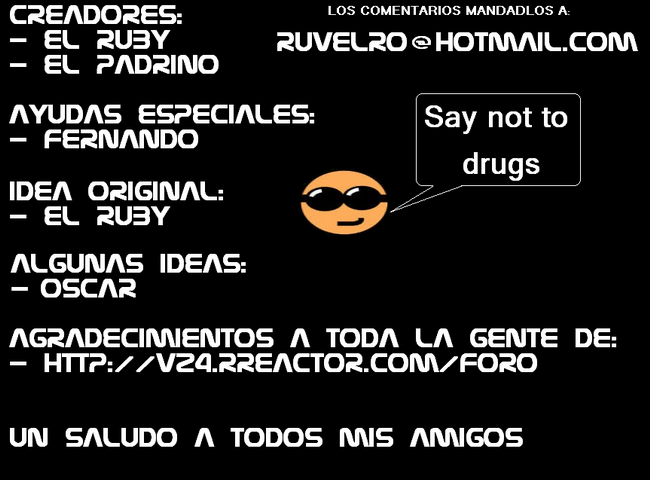 CREADORES:
- EL RUBY
- EL PADRINO
LOS COMENTARIOS MANDADLOS A:
RUVELRO@HOTMAIL.COM
AYUDAS ESPECIALES:
- FERNANDO
Say not to
drugs
IDEA ORIGINAL:
- EL RUBY
ALGUNAS IDEAS:
- OSCAR
AGRADECIMIENTOS A TODA LA GENTE DE:
- HTTP://V24.RREACTOR.COM/FORO
UN SALUDO A TODOS MIS AMIGOS